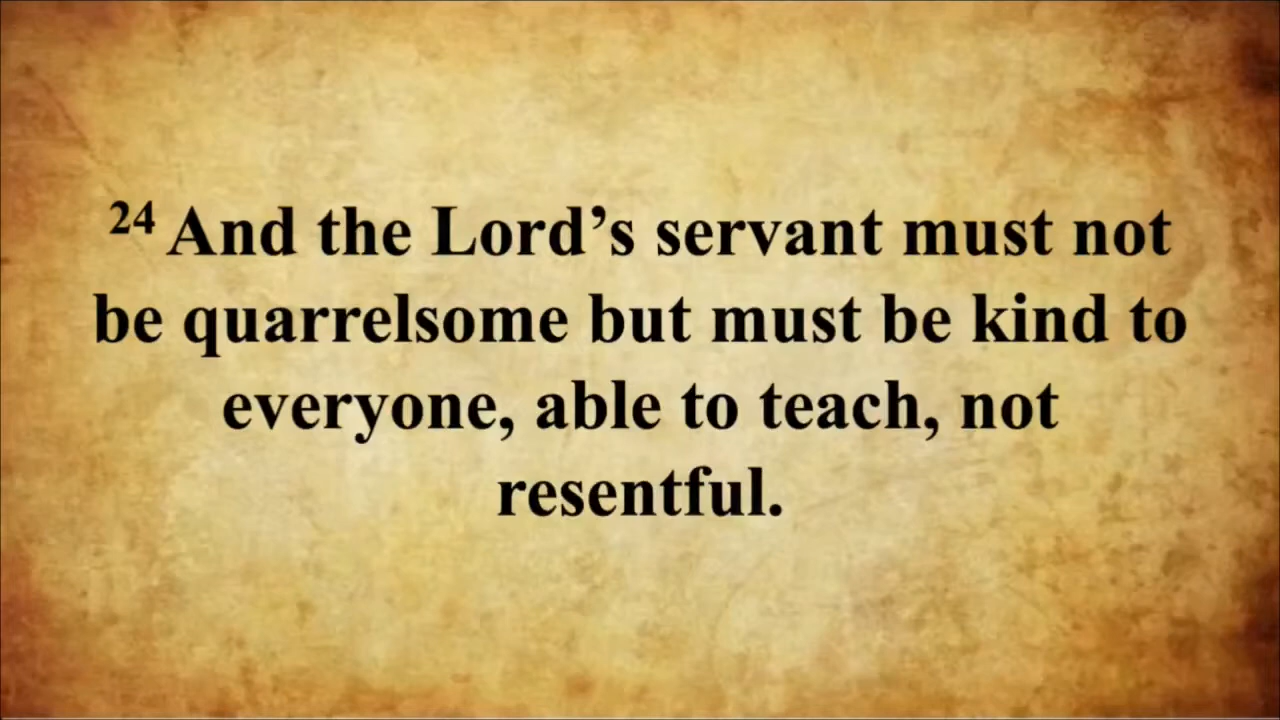 24 And the Lord’s servant must not
be quarrelsome but must be kind to
everyone, able to teach, not
resentful.